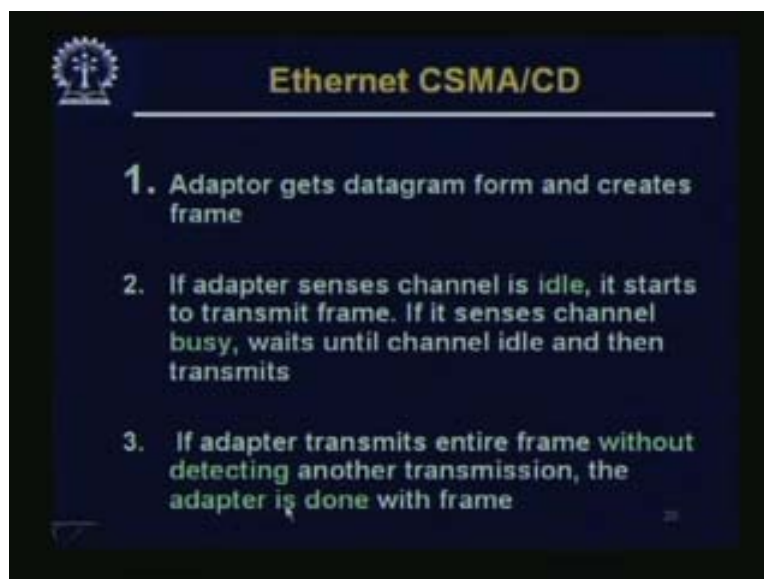 Ethernet CSMA/CD
1. Adaptor gets datagram form and creates
frame
2. If adapter senses channel is idle, it starts
to transmit frame. If it senses channel
busy, waits until channel idle and then
transmits
3. If adapter transmits entire frame without
detecting another transmission, the
adapter is done with frame